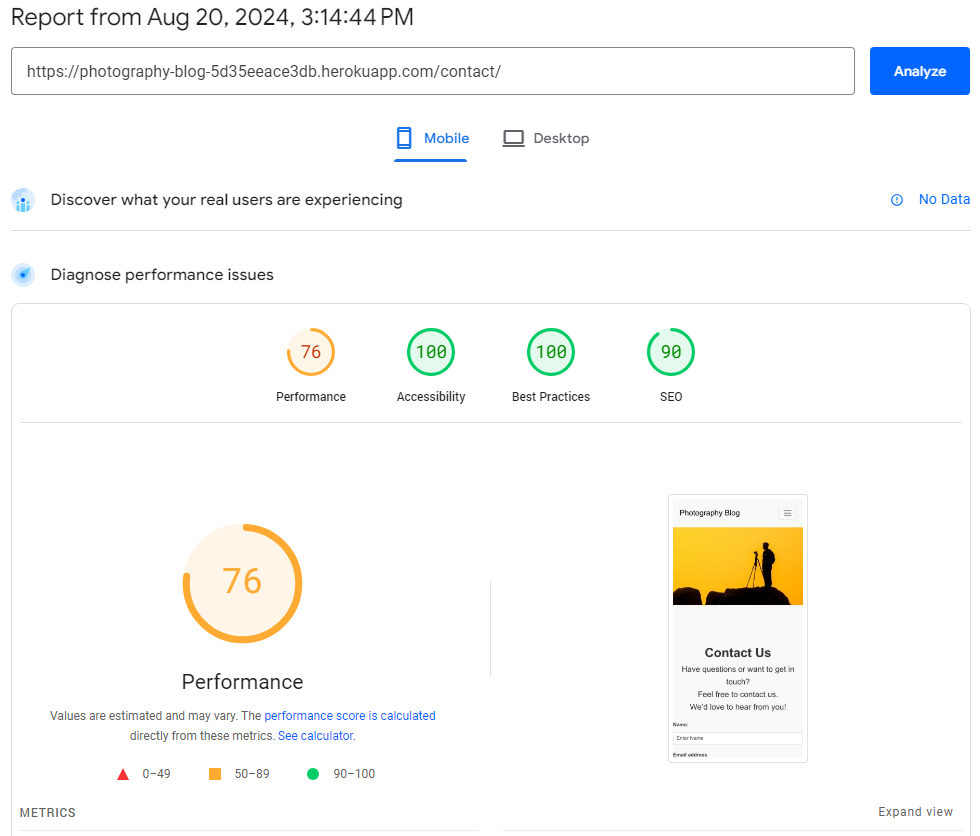 Report from Aug 20, 2024, 3:14:44 PM
https://photography-blog-5d35eeace3db.herokuapp.com/contact/
Analyze
Mobile
Desktop
Discover what your real users are experiencing
No Data
Diagnose performance issues
76
100
100
90
Performance
Accessibility
Best Practices
SEO
Photography Blog
76
Contact Us
Have questions or want to get in
touch?
Feel free to contact us.
We'd love to hear from you!
Name:
Enter Name
Email address
Performance
Values are estimated and may vary. The performance score is calculated
directly from these metrics. See calculator.
0–49
50–89
90–100
METRICS
Expand view